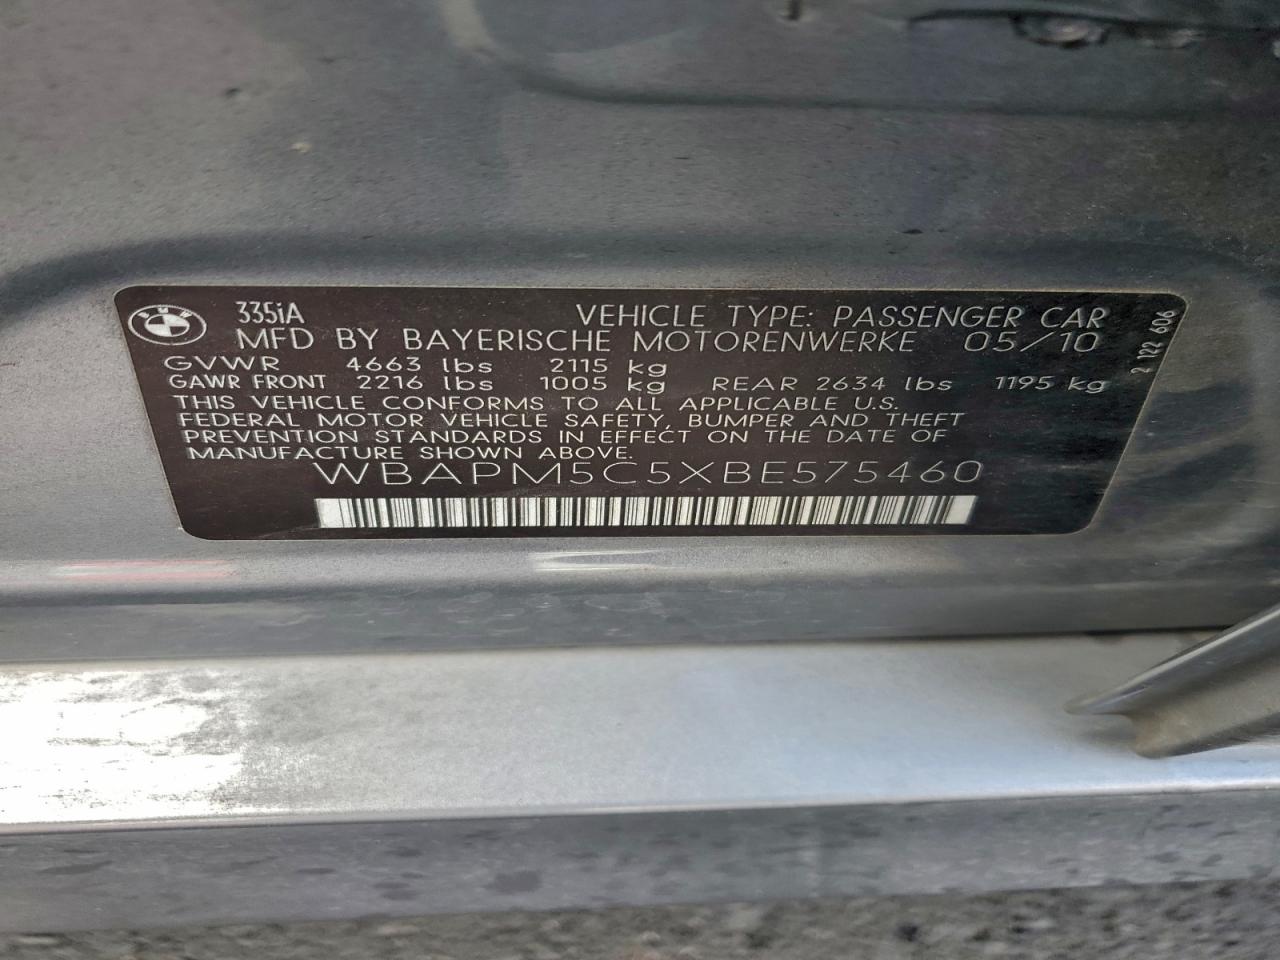 BMW
335iA VEHICLE TYPE: PASSENGER CAR
MFD BY BAYERISCHE MOTORENWERKE 05/10
GVWR 4663 lbs 2115 kg
GAWR FRONT 2216 lbs 1005 kg REAR 2634 lbs 1195 kg
THIS VEHICLE CONFORMS TO ALL APPLICABLE U.S.
FEDERAL MOTOR VEHICLE SAFETY, BUMPER AND THEFT
PREVENTION STANDARDS IN EFFECT ON THE DATE OF
MANUFACTURE SHOWN ABOVE.
WBAPM5C5XBE575460
2 122 606